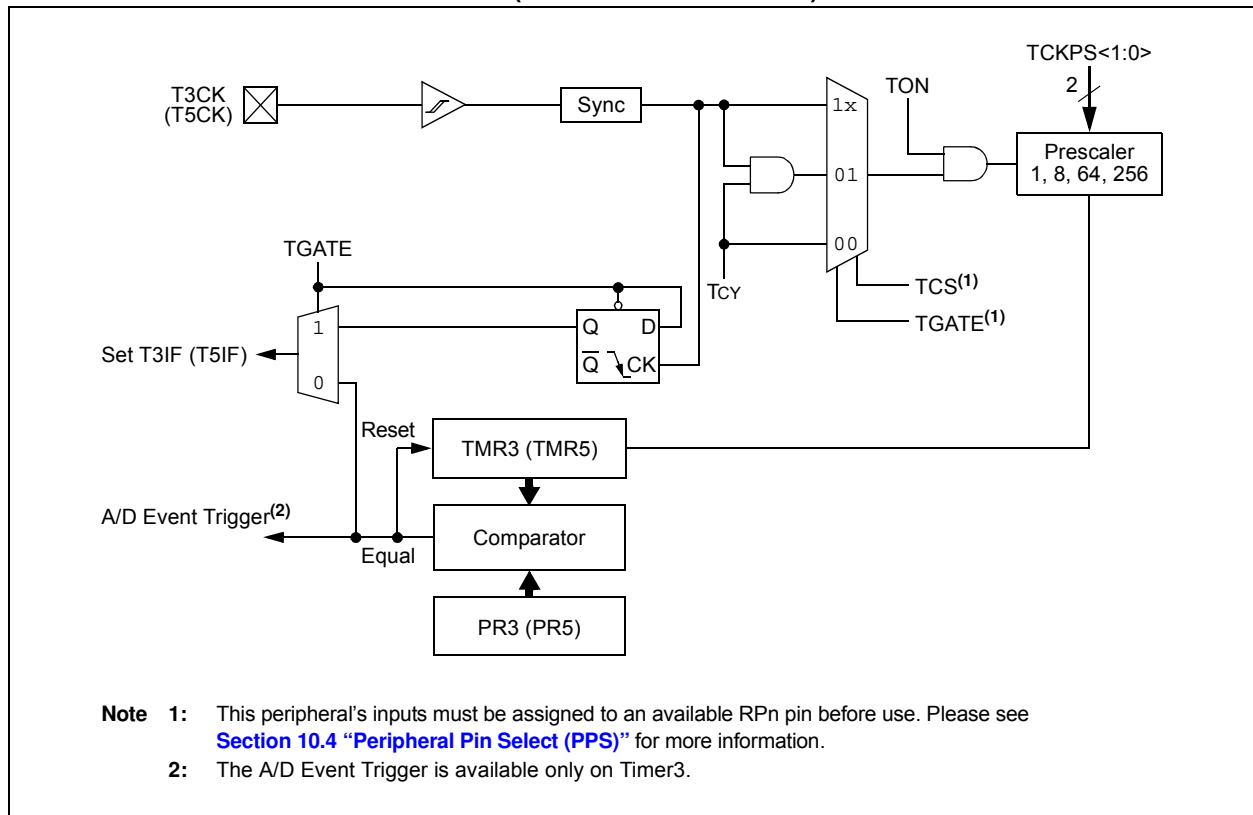 TCKPS<1:0>
2
T3CK
(T5CK)
Sync
1x
TON
Prescaler
1, 8, 64, 256
01
00
TCY
TCS(1)
TGATE(1)
TGATE
1
Q
D
Set T3IF (T5IF)
Q
CK
0
Reset
TMR3 (TMR5)
A/D Event Trigger(2)
Equal
Comparator
PR3 (PR5)
Note 1: This peripheral's inputs must be assigned to an available RPn pin before use. Please see
Section 10.4 “Peripheral Pin Select (PPS)” for more information.
2: The A/D Event Trigger is available only on Timer3.